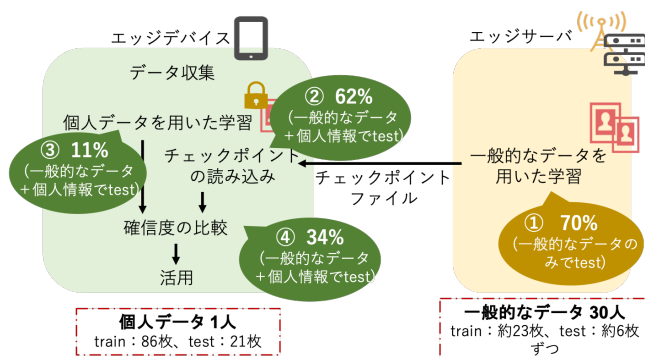 エッジデバイス
データ収集
個人データを用いた学習
② 62%
(一般的なデータ
＋個人情報でtest)
③ 11%
(一般的なデータ
＋個人情報でtest)
チェックポイント
の読み込み
確信度の比較
④ 34%
(一般的なデータ
＋個人情報でtest)
活用
チェックポイント
ファイル
エッジサーバ
一般的なデータを
用いた学習
① 70%
(一般的なデータの
みでtest)
個人データ 1人
train：86枚、test：21枚
一般的なデータ 30人
train：約23枚、test：約6枚
ずつ